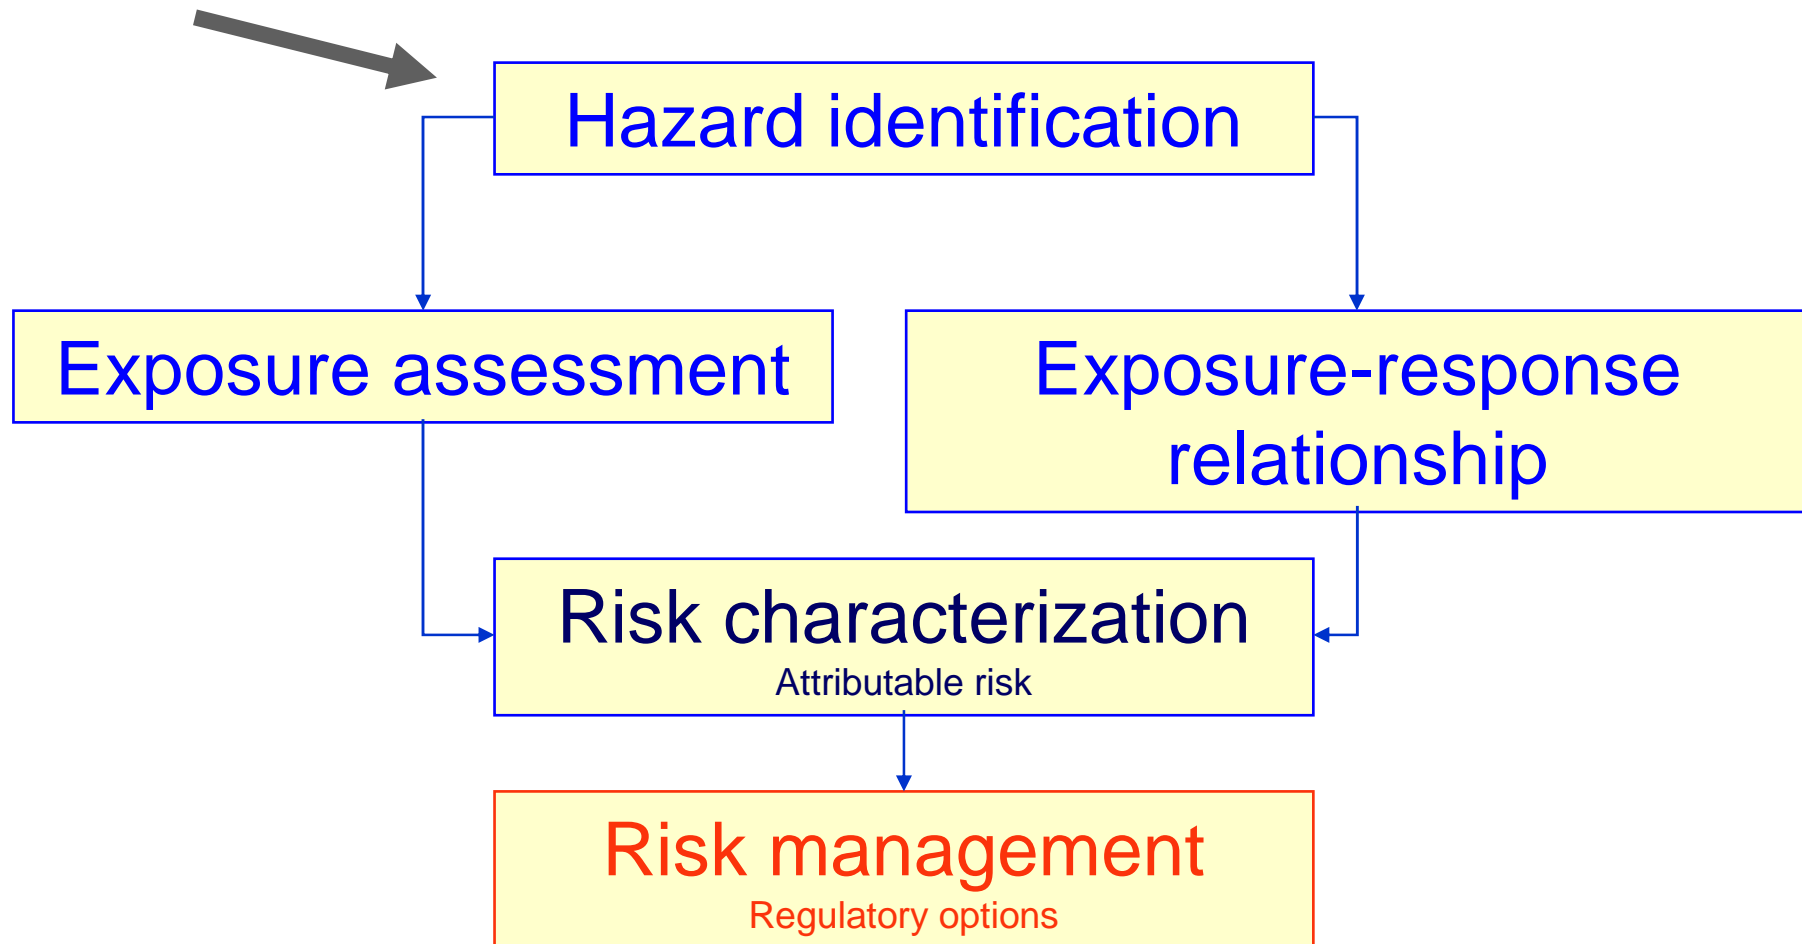 Hazard identification
Exposure assessment
Exposure-response
relationship
Risk characterization
Attributable risk
Risk management
Regulatory options